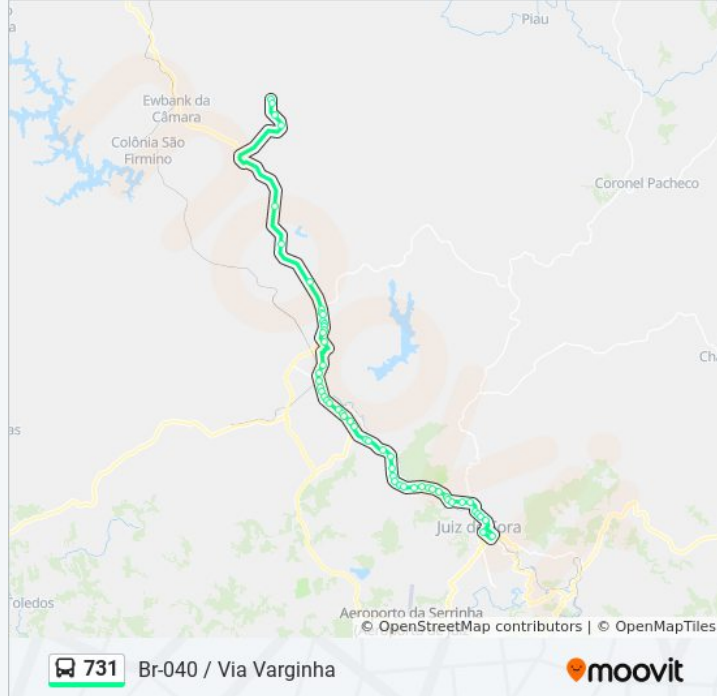 Piau
a
Ewbank da
Câmara
Colônia São
Firmino
Coronel Pacheco
Ch
as
Juiz de Fora
Toledos
Aeroporto da Serrinha
© OpenStreetMap contributors | © OpenMapTiles
731 Br-040 / Via Varginha
moovit